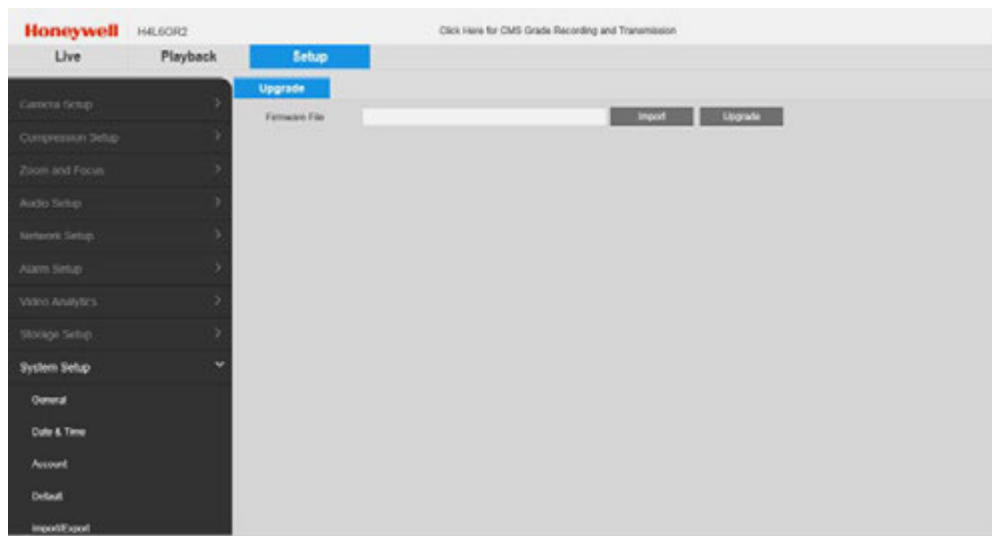 Honeywell H4L6GR2 Click Here for CMS Grade Recording and Transmission
Live Playback Setup
Upgrade
Camera Setup
Firmware File Import Upgrade
Compression Setup
Zoom and Focus
Audio Setup
Network Setup
Alarm Setup
Video Analytics
Storage Setup
System Setup
General
Date & Time
Account
Default
Import/Export